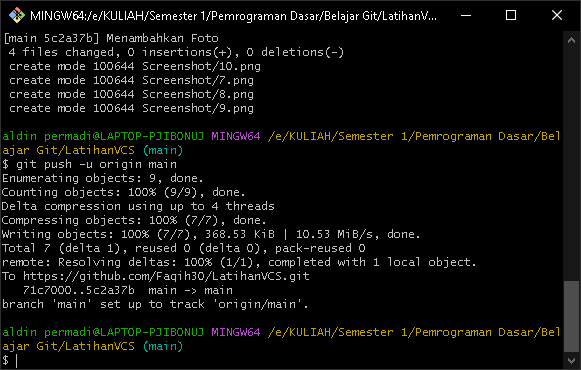 MINGW64:/e/KULIAH/Semester 1/Pemrograman Dasar/Belajar Git/LatihanV...
[main 5c2a37b] Menambahkan Foto
 4 files changed, 0 insertions(+), 0 deletions(-)
 create mode 100644 Screenshot/10.png
 create mode 100644 Screenshot/7.png
 create mode 100644 Screenshot/8.png
 create mode 100644 Screenshot/9.png
aldin permadi@LAPTOP-PJIBONUJ MINGW64 /e/KULIAH/Semester 1/Pemrograman Dasar/Bel
ajar Git/LatihanVCS (main)
$ git push -u origin main
Enumerating objects: 9, done.
Counting objects: 100% (9/9), done.
Delta compression using up to 4 threads
Compressing objects: 100% (7/7), done.
Writing objects: 100% (7/7), 368.53 KiB | 10.53 MiB/s, done.
Total 7 (delta 1), reused 0 (delta 0), pack-reused 0
remote: Resolving deltas: 100% (1/1), completed with 1 local object.
To https://github.com/Faqih30/LatihanVCS.git
   71c7000..5c2a37b  main -> main
branch 'main' set up to track 'origin/main'.
aldin permadi@LAPTOP-PJIBONUJ MINGW64 /e/KULIAH/Semester 1/Pemrograman Dasar/Bel
ajar Git/LatihanVCS (main)
$